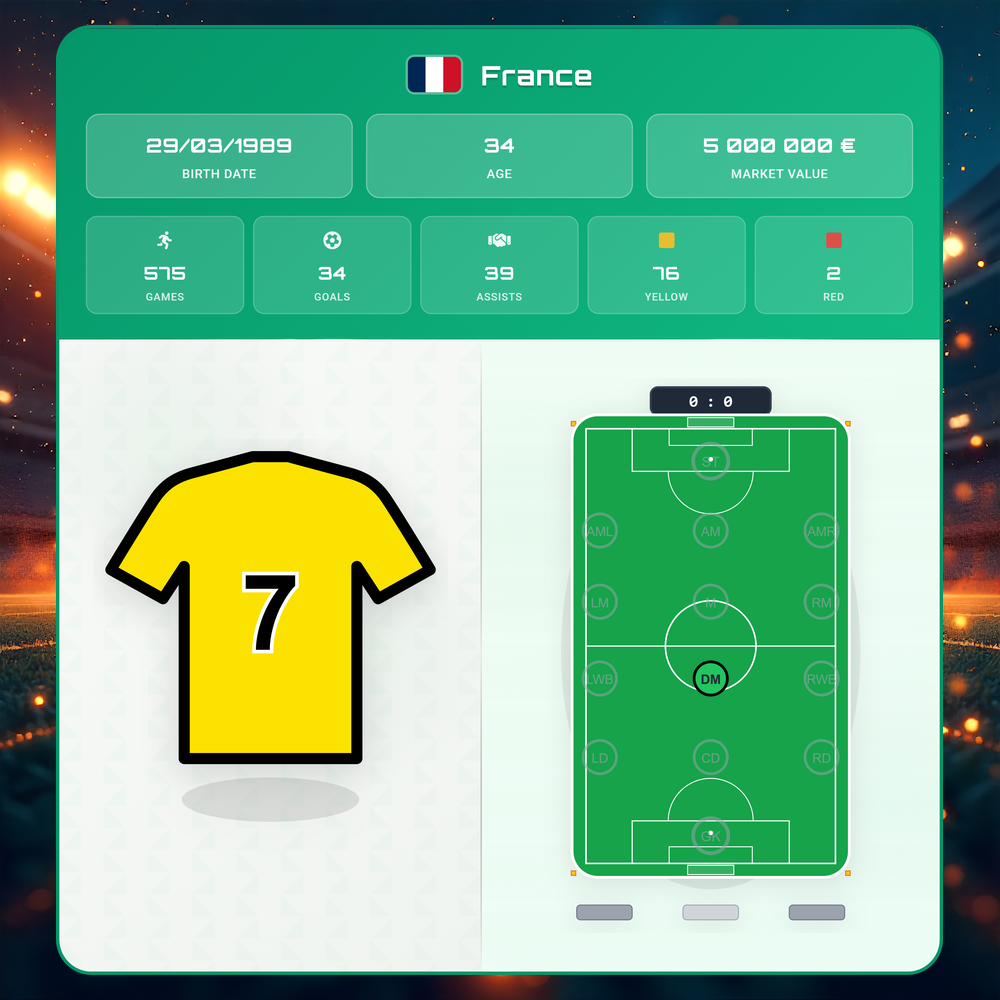 France
29/03/1989
BIRTH DATE
34
AGE
5 000 000 €
MARKET VALUE
575
GAMES
34
GOALS
39
ASSISTS
76
YELLOW
2
RED
7
0 : 0
ST
AML
AM
AMR
LM
M
RM
LWB
DM
RWB
LD
CD
RD
GK